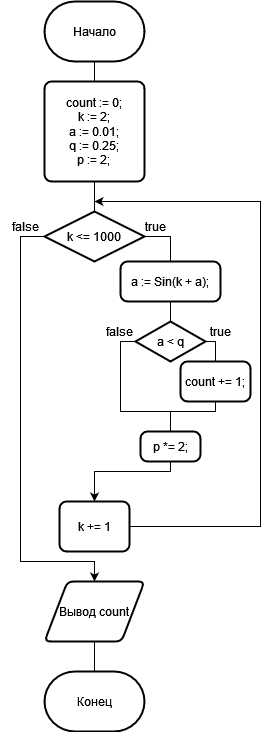 Начало
count := 0;
k := 2;
a := 0.01;
q := 0.25;
p := 2;
false
true
k <= 1000
a := Sin(k + a);
false
true
a < q
count += 1;
p *= 2;
k += 1
Вывод count
Конец